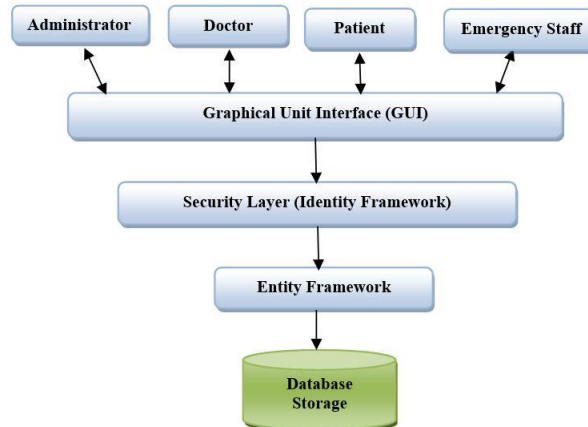 Administrator
Doctor
Patient
Emergency Staff
Graphical Unit Interface (GUI)
Security Layer (Identity Framework)
Entity Framework
Database
Storage